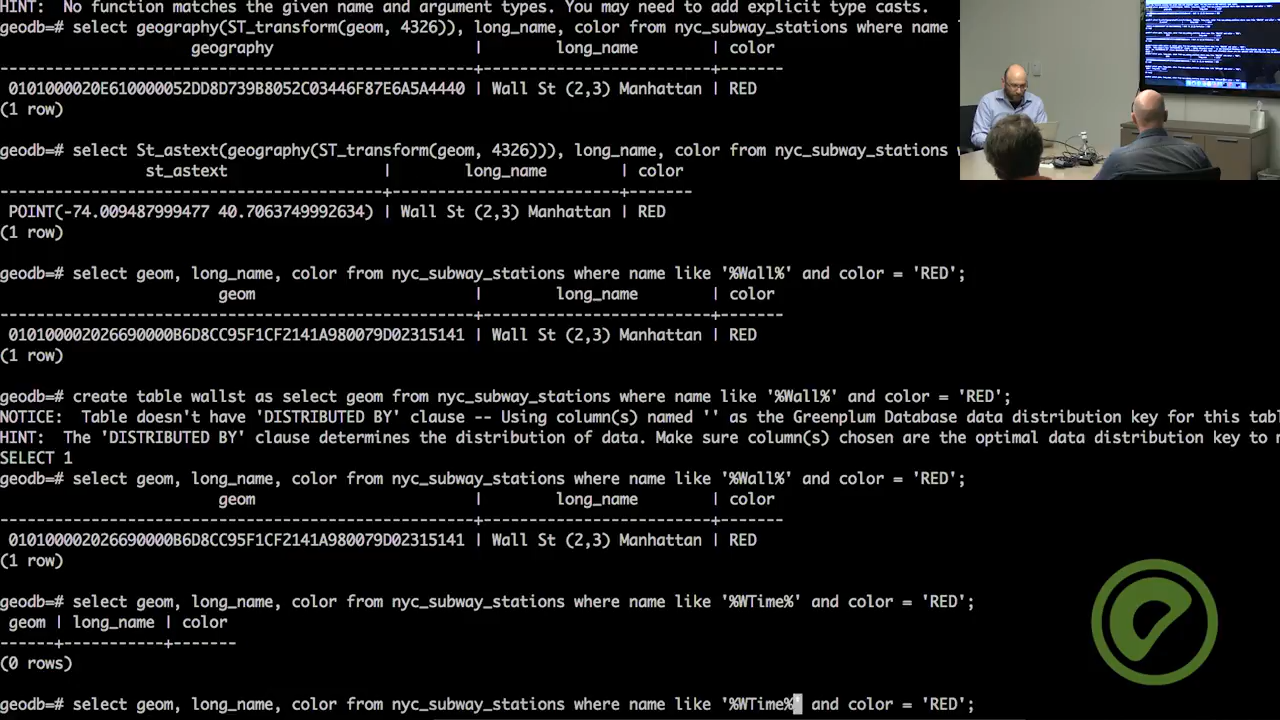 HINT:  No function matches the given name and argument types. You may need to add explicit type casts.
geodb=# select geography(ST_transform(geom, 4326)), long_name, color from nyc_subway_stations where name
geography | long_name | color
----------------------------------------------------+-------------------------+-------
0101000020E610000052DD8D739B8052C03446F87E6A5A4440 | Wall St (2,3) Manhattan | RED
(1 row)
geodb=# select St_astext(geography(ST_transform(geom, 4326))), long_name, color from nyc_subway_stations
st_astext | long_name | color
------------------------------------------+-------------------------+-------
POINT(-74.009487999477 40.7063749992634) | Wall St (2,3) Manhattan | RED
(1 row)
geodb=# select geom, long_name, color from nyc_subway_stations where name like '%Wall%' and color = 'RED';
geom | long_name | color
----------------------------------------------------+-------------------------+-------
010100002026690000B6D8CC95F1CF2141A980079D02315141 | Wall St (2,3) Manhattan | RED
(1 row)
geodb=# create table wallst as select geom from nyc_subway_stations where name like '%Wall%' and color = 'RED';
NOTICE:  Table doesn't have 'DISTRIBUTED BY' clause -- Using column(s) named '' as the Greenplum Database data distribution key for this tabl
HINT:  The 'DISTRIBUTED BY' clause determines the distribution of data. Make sure column(s) chosen are the optimal data distribution key to m
SELECT 1
geodb=# select geom, long_name, color from nyc_subway_stations where name like '%Wall%' and color = 'RED';
geom | long_name | color
----------------------------------------------------+-------------------------+-------
010100002026690000B6D8CC95F1CF2141A980079D02315141 | Wall St (2,3) Manhattan | RED
(1 row)
geodb=# select geom, long_name, color from nyc_subway_stations where name like '%WTime%' and color = 'RED';
geom | long_name | color
------+-----------+-------
(0 rows)
geodb=# select geom, long_name, color from nyc_subway_stations where name like '%WTime%' and color = 'RED';